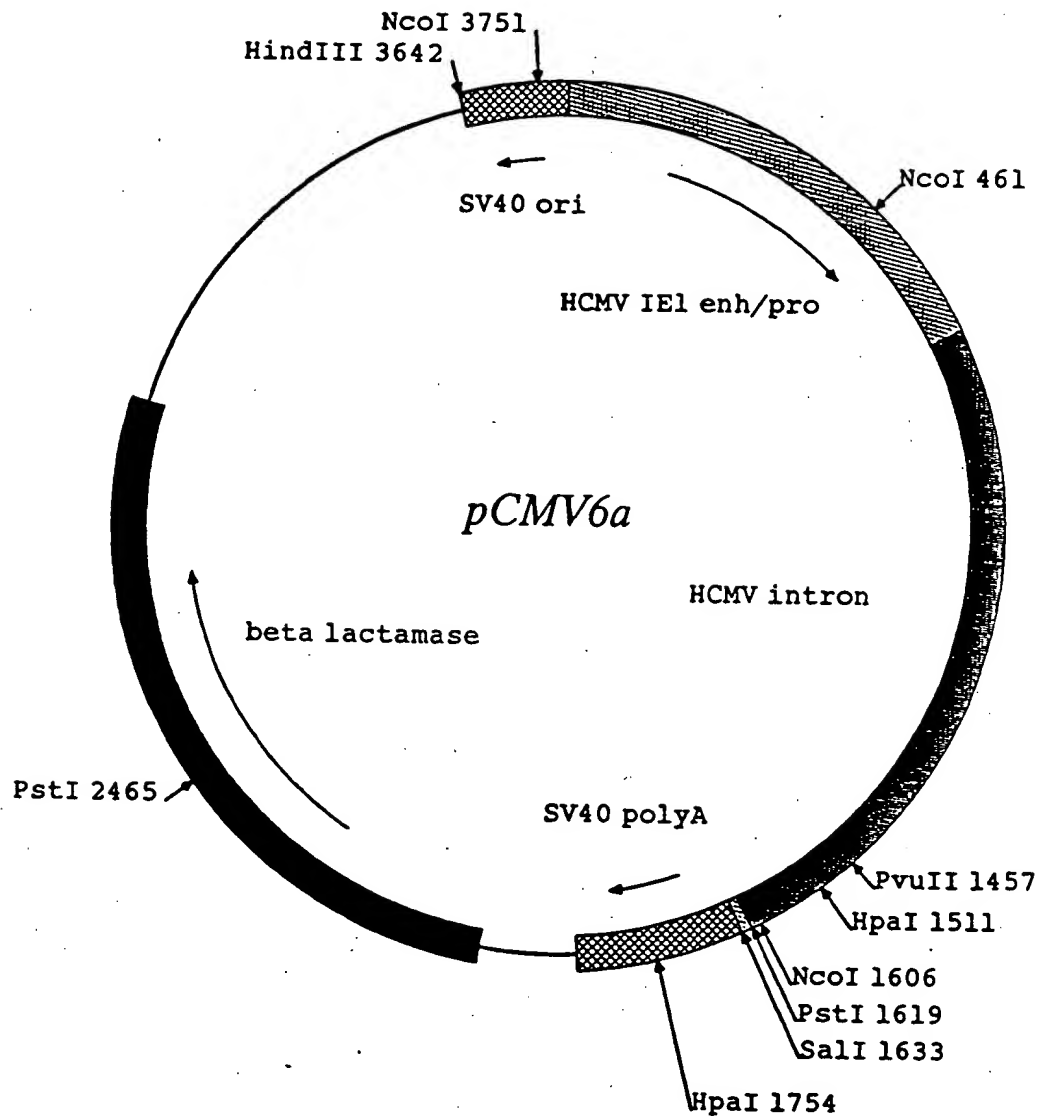 NcoI 3751
HindIII 3642
NcoI 461
SV40 ori
HCMV IE1 enh/pro
pCMV6a
HCMV intron
beta lactamase
PstI 2465
SV40 polyA
PvuII 1457
HpaI 1511
NcoI 1606
PstI 1619
SalI 1633
HpaI 1754